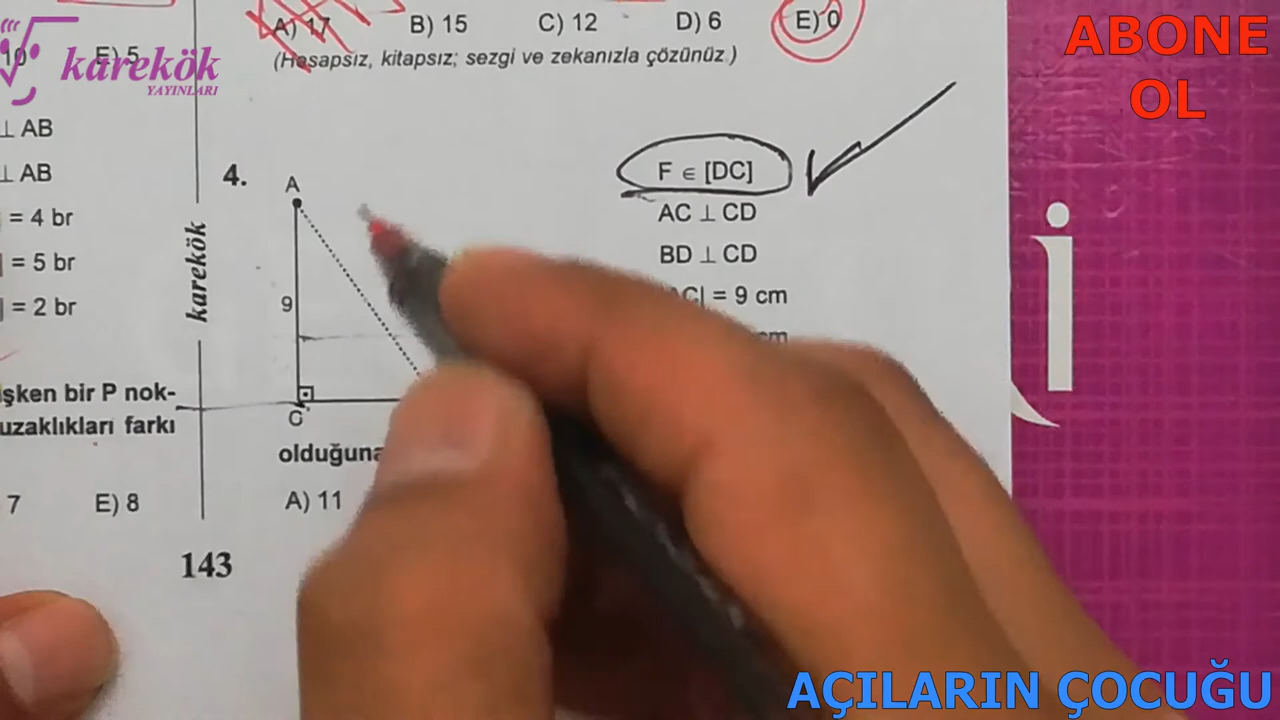 A) 17 B) 15 C) 12 D) 6 E) 0
(Hesapsız, kitapsız; sezgi ve zekanızla çözünüz.)
10 E) 5
karekök
YAYINLARI
⊥ AB
⊥ AB
= 4 br
= 5 br
= 2 br
bir P nok-
uzaklıkları farkı
7 E) 8
143
karekök
4.
A
9
C
F ∈ [DC]
AC ⊥ CD
BD ⊥ CD
= 9 cm
cm
A) 11
ABONE
OL
İ
AÇILARIN ÇOCUĞU